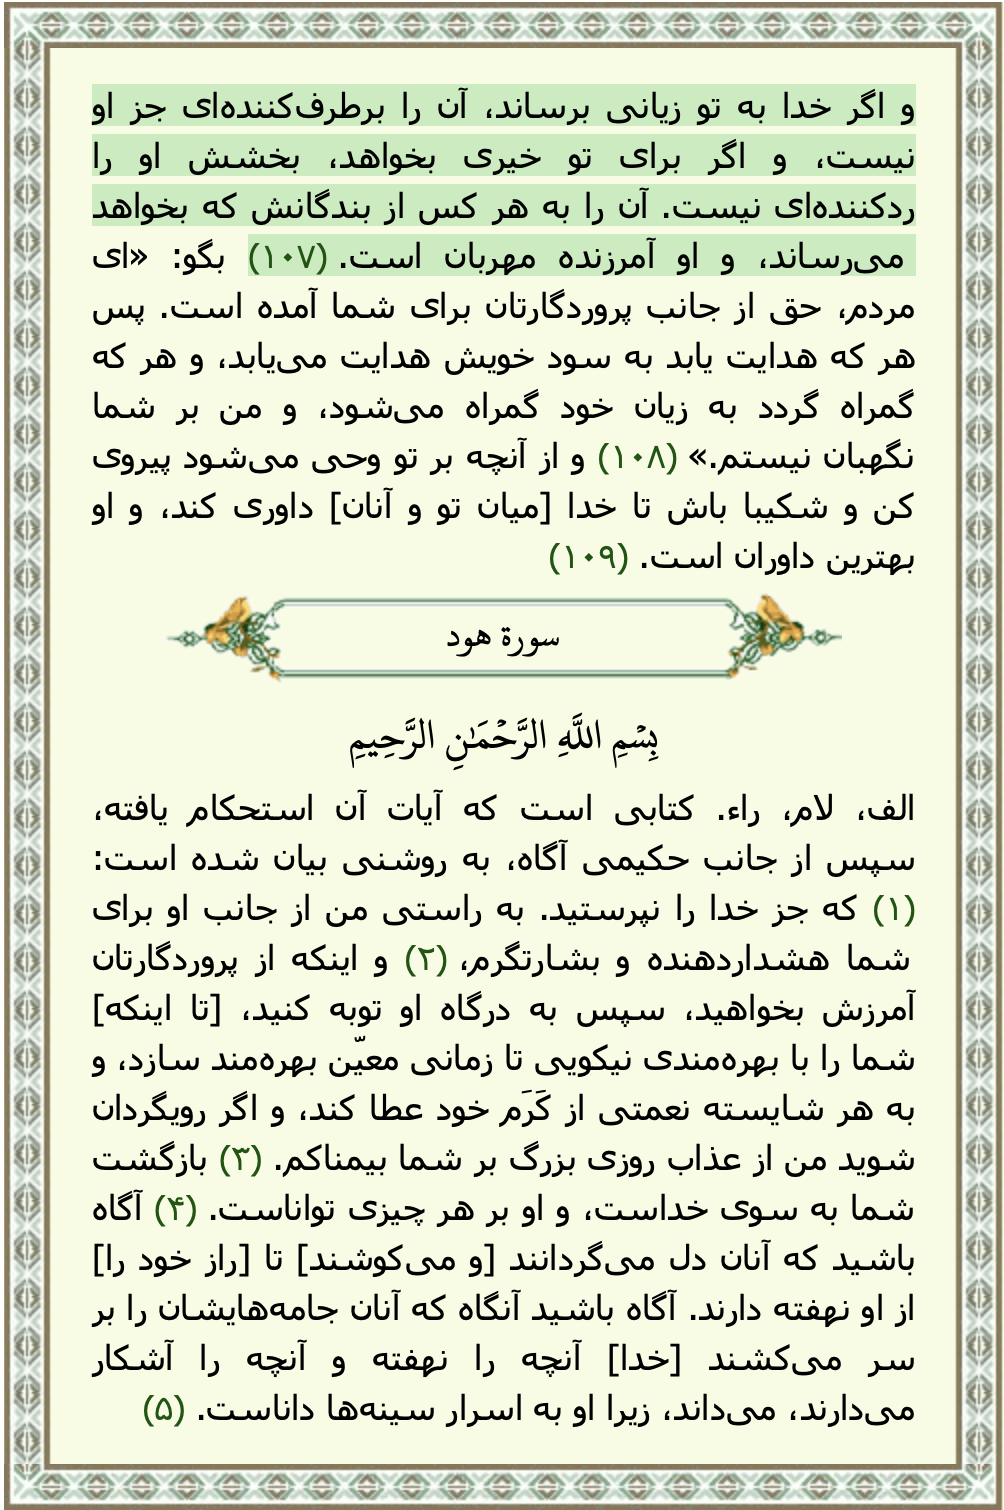 و اگر خدا به تو زیانی برساند، آن را برطرف‌کننده‌ای جز او
نیست، و اگر برای تو خیری بخواهد، بخشش او را
ردکننده‌ای نیست. آن را به هر کس از بندگانش که بخواهد
می‌رساند، و او آمرزنده مهربان است. (۱۰۷) بگو: «ای
مردم، حق از جانب پروردگارتان برای شما آمده است. پس
هر که هدایت یابد به سود خویش هدایت می‌یابد، و هر که
گمراه گردد به زیان خود گمراه می‌شود، و من بر شما
نگهبان نیستم.» (۱۰۸) و از آنچه بر تو وحی می‌شود پیروی
کن و شکیبا باش تا خدا [میان تو و آنان] داوری کند، و او
بهترین داوران است. (۱۰۹)
سورة هود
بِسْمِ اللَّهِ الرَّحْمَٰنِ الرَّحِيمِ
الف، لام، راء. کتابی است که آیات آن استحکام یافته،
سپس از جانب حکیمی آگاه، به روشنی بیان شده است:
(۱) که جز خدا را نپرستید. به راستی من از جانب او برای
شما هشداردهنده و بشارتگرم، (۲) و اینکه از پروردگارتان
آمرزش بخواهید، سپس به درگاه او توبه کنید، [تا اینکه]
شما را با بهره‌مندی نیکویی تا زمانی معیّن بهره‌مند سازد، و
به هر شایسته نعمتی از کَرَم خود عطا کند، و اگر رویگردان
شوید من از عذاب روزی بزرگ بر شما بیمناکم. (۳) بازگشت
شما به سوی خداست، و او بر هر چیزی تواناست. (۴) آگاه
باشید که آنان دل می‌گردانند [و می‌کوشند] تا [راز خود را]
از او نهفته دارند. آگاه باشید آنگاه که آنان جامه‌هایشان را بر
سر می‌کشند [خدا] آنچه را نهفته و آنچه را آشکار
می‌دارند، می‌داند، زیرا او به اسرار سینه‌ها داناست. (۵)